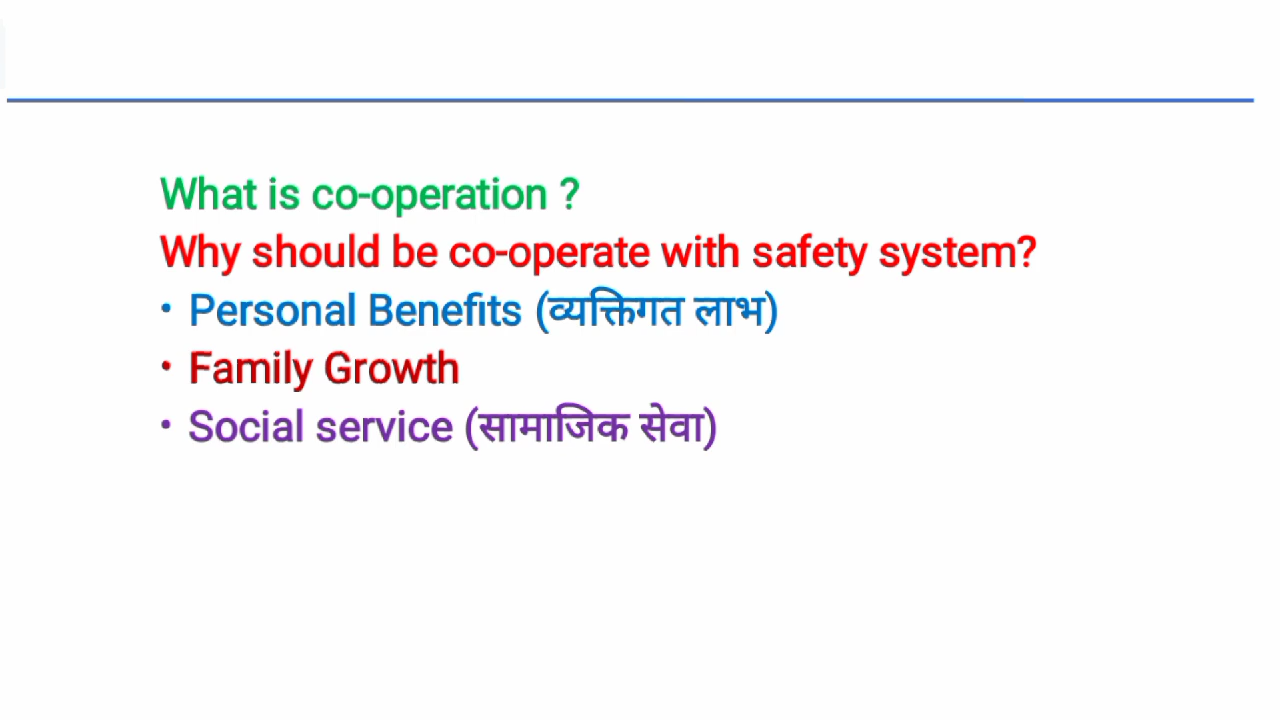 What is co-operation ?
Why should be co-operate with safety system?
• Personal Benefits (व्यक्तिगत लाभ)
• Family Growth
• Social service (सामाजिक सेवा)